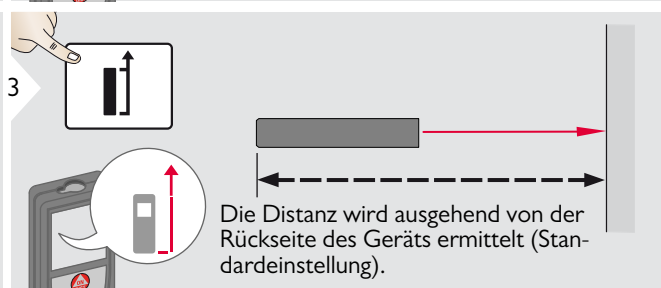 3
Die Distanz wird ausgehend von der
Rückseite des Geräts ermittelt (Stan-
dardeinstellung).